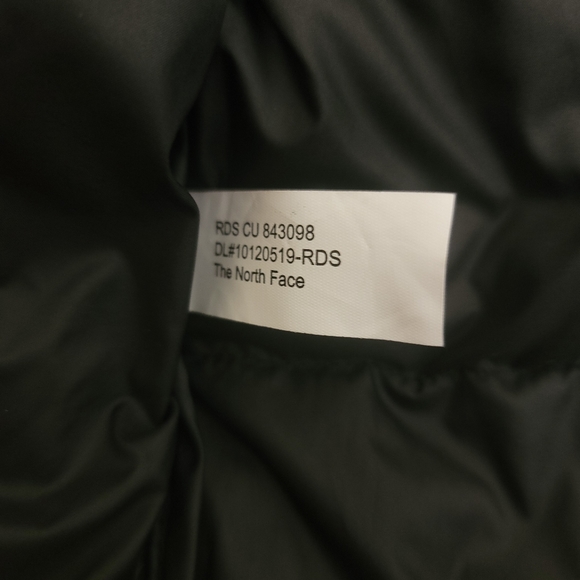 RDS CU 843098
DL#10120519-RDS
The North Face